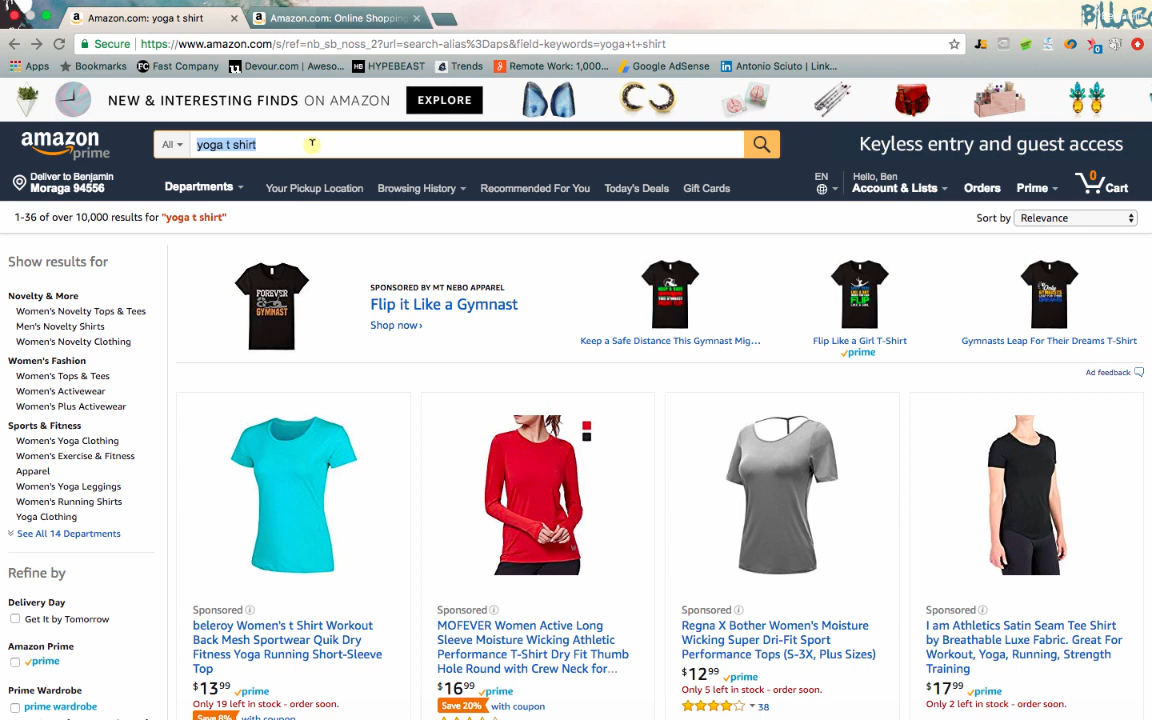 BILLABO
Amazon.com: yoga t shirt
Amazon.com: Online Shopping
Secure
https://www.amazon.com/s/ref=nb_sb_noss_2?url=search-alias%3Daps&field-keywords=yoga+t+shirt
Apps
Bookmarks
FC Fast Company
Devour.com | Aweso...
HB HYPEBEAST
Trends
Remote Work: 1,000...
Google AdSense
in Antonio Sciuto | Link...
NEW & INTERESTING FINDS ON AMAZON
EXPLORE
amazon
prime
All
yoga t shirt
Keyless entry and guest access
Deliver to Benjamin
Moraga 94556
Departments
Your Pickup Location
Browsing History
Recommended For You
Today's Deals
Gift Cards
EN
Hello, Ben
Account & Lists
Orders
Prime
0
Cart
1-36 of over 10,000 results for "yoga t shirt"
Sort by
Relevance
Show results for
Novelty & More
Women's Novelty Tops & Tees
Men's Novelty Shirts
Women's Novelty Clothing
Women's Fashion
Women's Tops & Tees
Women's Activewear
Women's Plus Activewear
Sports & Fitness
Women's Yoga Clothing
Women's Exercise & Fitness
Apparel
Women's Yoga Leggings
Women's Running Shirts
Yoga Clothing
See All 14 Departments
Refine by
Delivery Day
Get It by Tomorrow
Amazon Prime
prime
Prime Wardrobe
prime wardrobe
FOREVER
GYMNAST
SPONSORED BY MT NEBO APPAREL
Flip it Like a Gymnast
Shop now ›
Keep a Safe Distance This Gymnast Mig...
FLIP
Flip Like a Girl T-Shirt
prime
Gymnasts Leap For Their Dreams T-Shirt
Ad feedback
Sponsored
beleroy Women's t Shirt Workout
Back Mesh Sportwear Quik Dry
Fitness Yoga Running Short-Sleeve
Top
$13⁹⁹ prime
Only 19 left in stock - order soon.
Save 8% with coupon
Sponsored
MOFEVER Women Active Long
Sleeve Moisture Wicking Athletic
Performance T-Shirt Dry Fit Thumb
Hole Round with Crew Neck for...
$16⁹⁹ prime
Save 20% with coupon
Sponsored
Regna X Bother Women's Moisture
Wicking Super Dri-Fit Sport
Performance Tops (S-3X, Plus Sizes)
$12⁹⁹ prime
Only 5 left in stock - order soon.
38
Sponsored
I am Athletics Satin Seam Tee Shirt
by Breathable Luxe Fabric. Great For
Workout, Yoga, Running, Strength
Training
$17⁹⁹ prime
Only 2 left in stock - order soon.